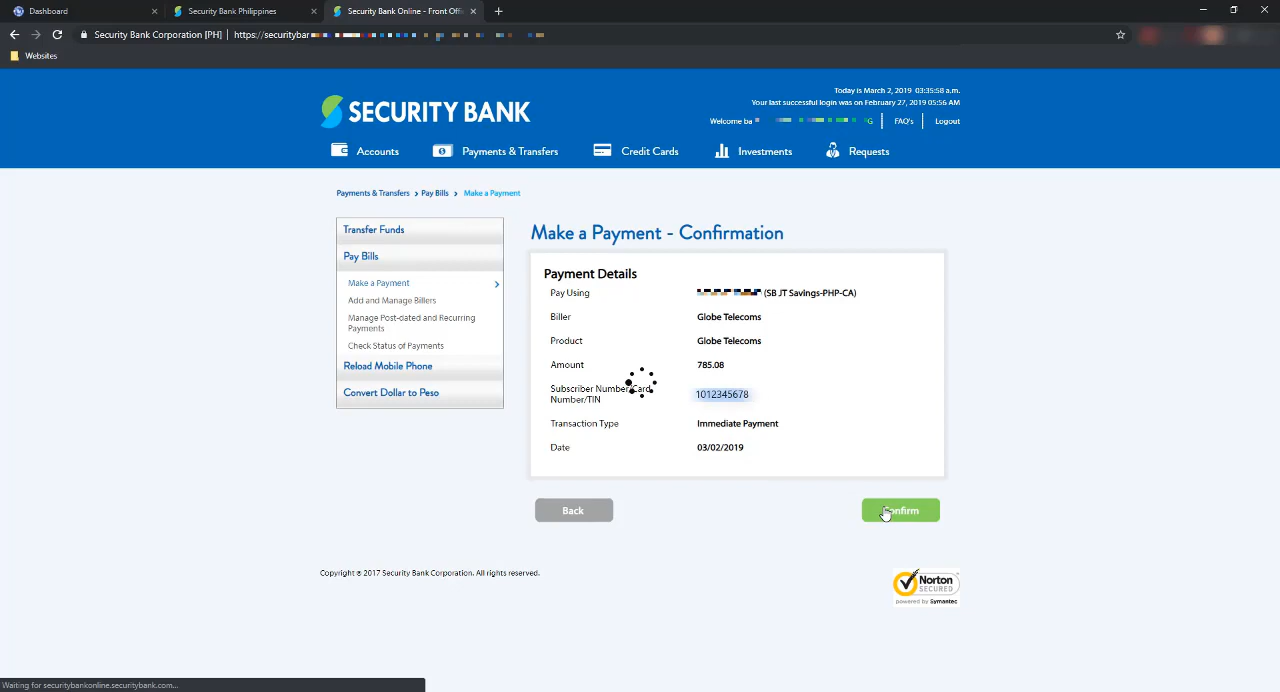 Dashboard
Security Bank Philippines
Security Bank Online - Front Offi
Security Bank Corporation [PH]
https://securityban
Websites
Today is March 2, 2019 03:35:58 a.m.
Your last successful login was on February 27, 2019 05:56 AM
SECURITY BANK
Welcome ba
G
FAQ's
Logout
Accounts
Payments & Transfers
Credit Cards
Investments
Requests
Payments & Transfers > Pay Bills > Make a Payment
Transfer Funds
Pay Bills
Make a Payment
Add and Manage Billers
Manage Post-dated and Recurring
Payments
Check Status of Payments
Reload Mobile Phone
Convert Dollar to Peso
Make a Payment - Confirmation
Payment Details
Pay Using
(SB JT Savings-PHP-CA)
Biller
Globe Telecoms
Product
Globe Telecoms
Amount
785.08
Subscriber Number/Card
Number/TIN
1012345678
Transaction Type
Immediate Payment
Date
03/02/2019
Back
Confirm
Copyright ® 2017 Security Bank Corporation. All rights reserved.
Norton
SECURED
powered by Symantec
Waiting for securitybankonline.securitybank.com...